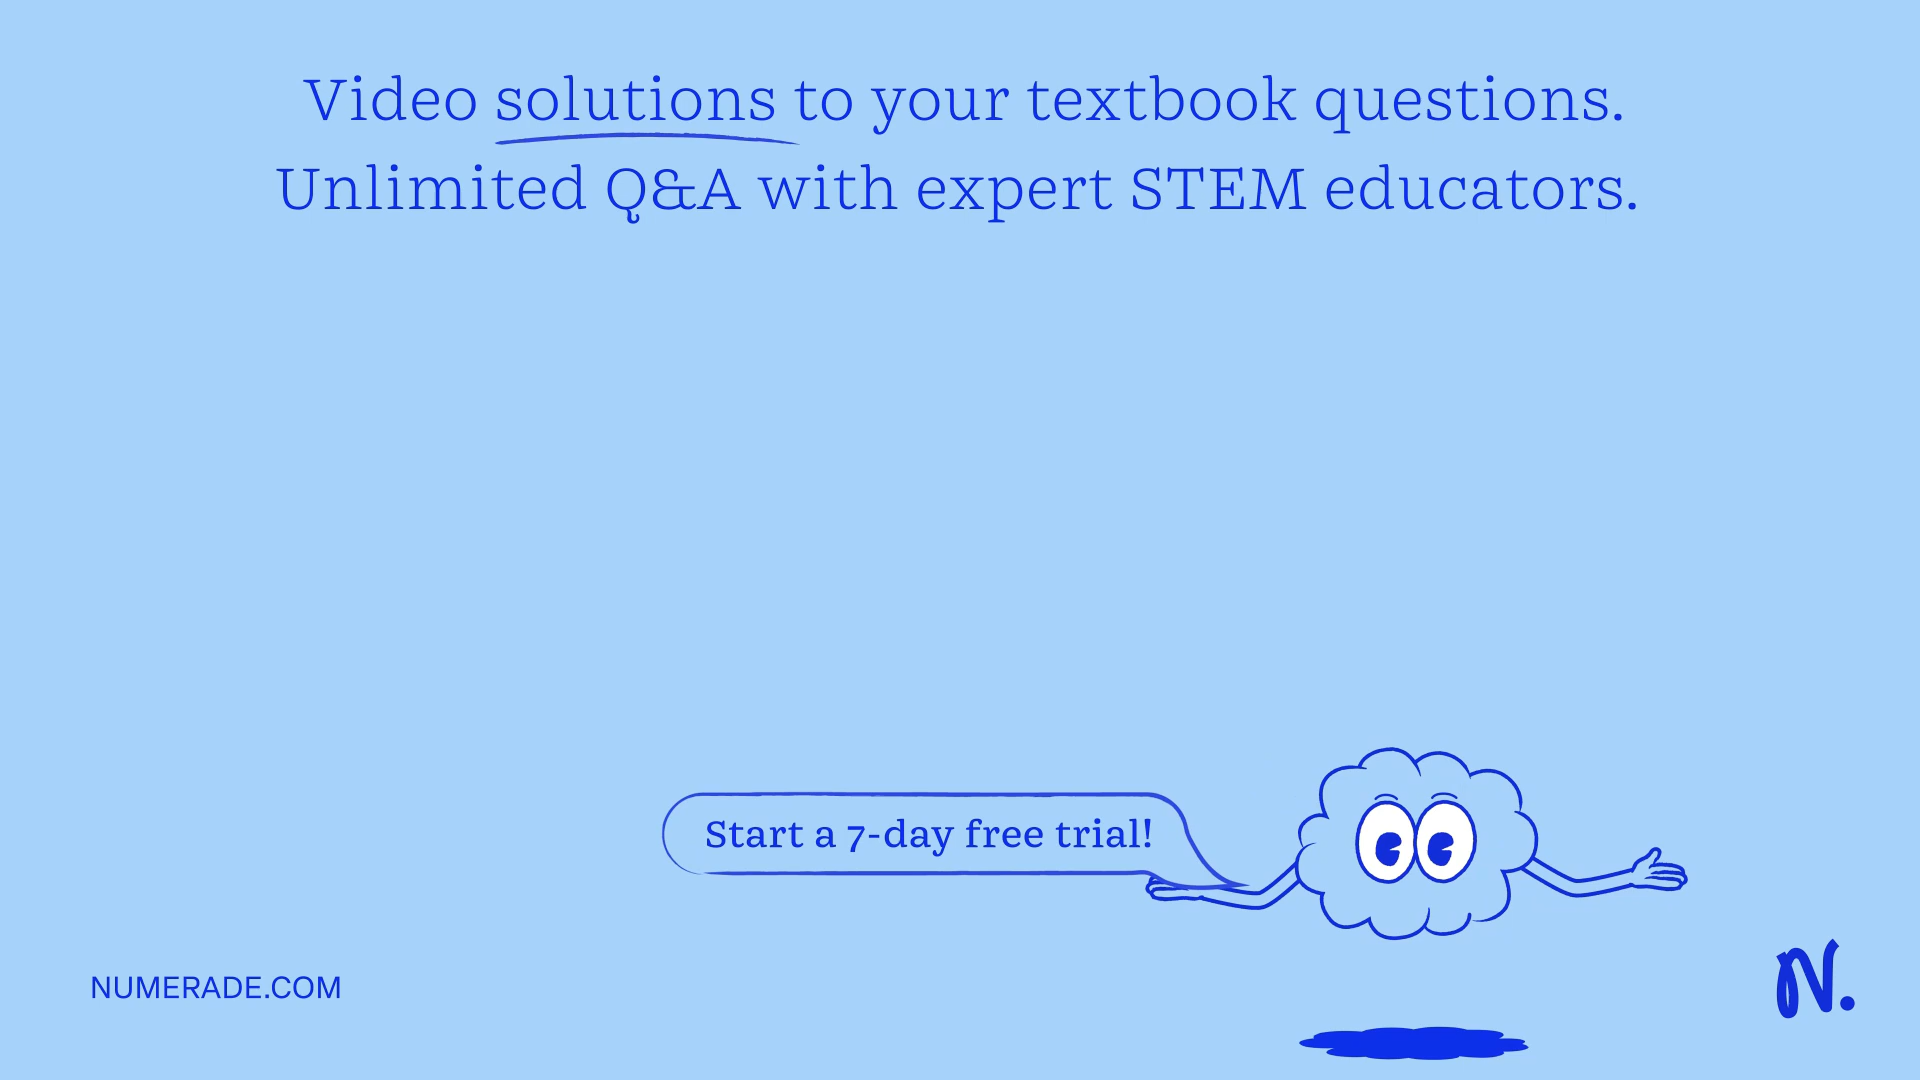 Video solutions to your textbook questions.
Unlimited Q&A with expert STEM educators.
Start a 7-day free trial!
NUMERADE.COM
N.